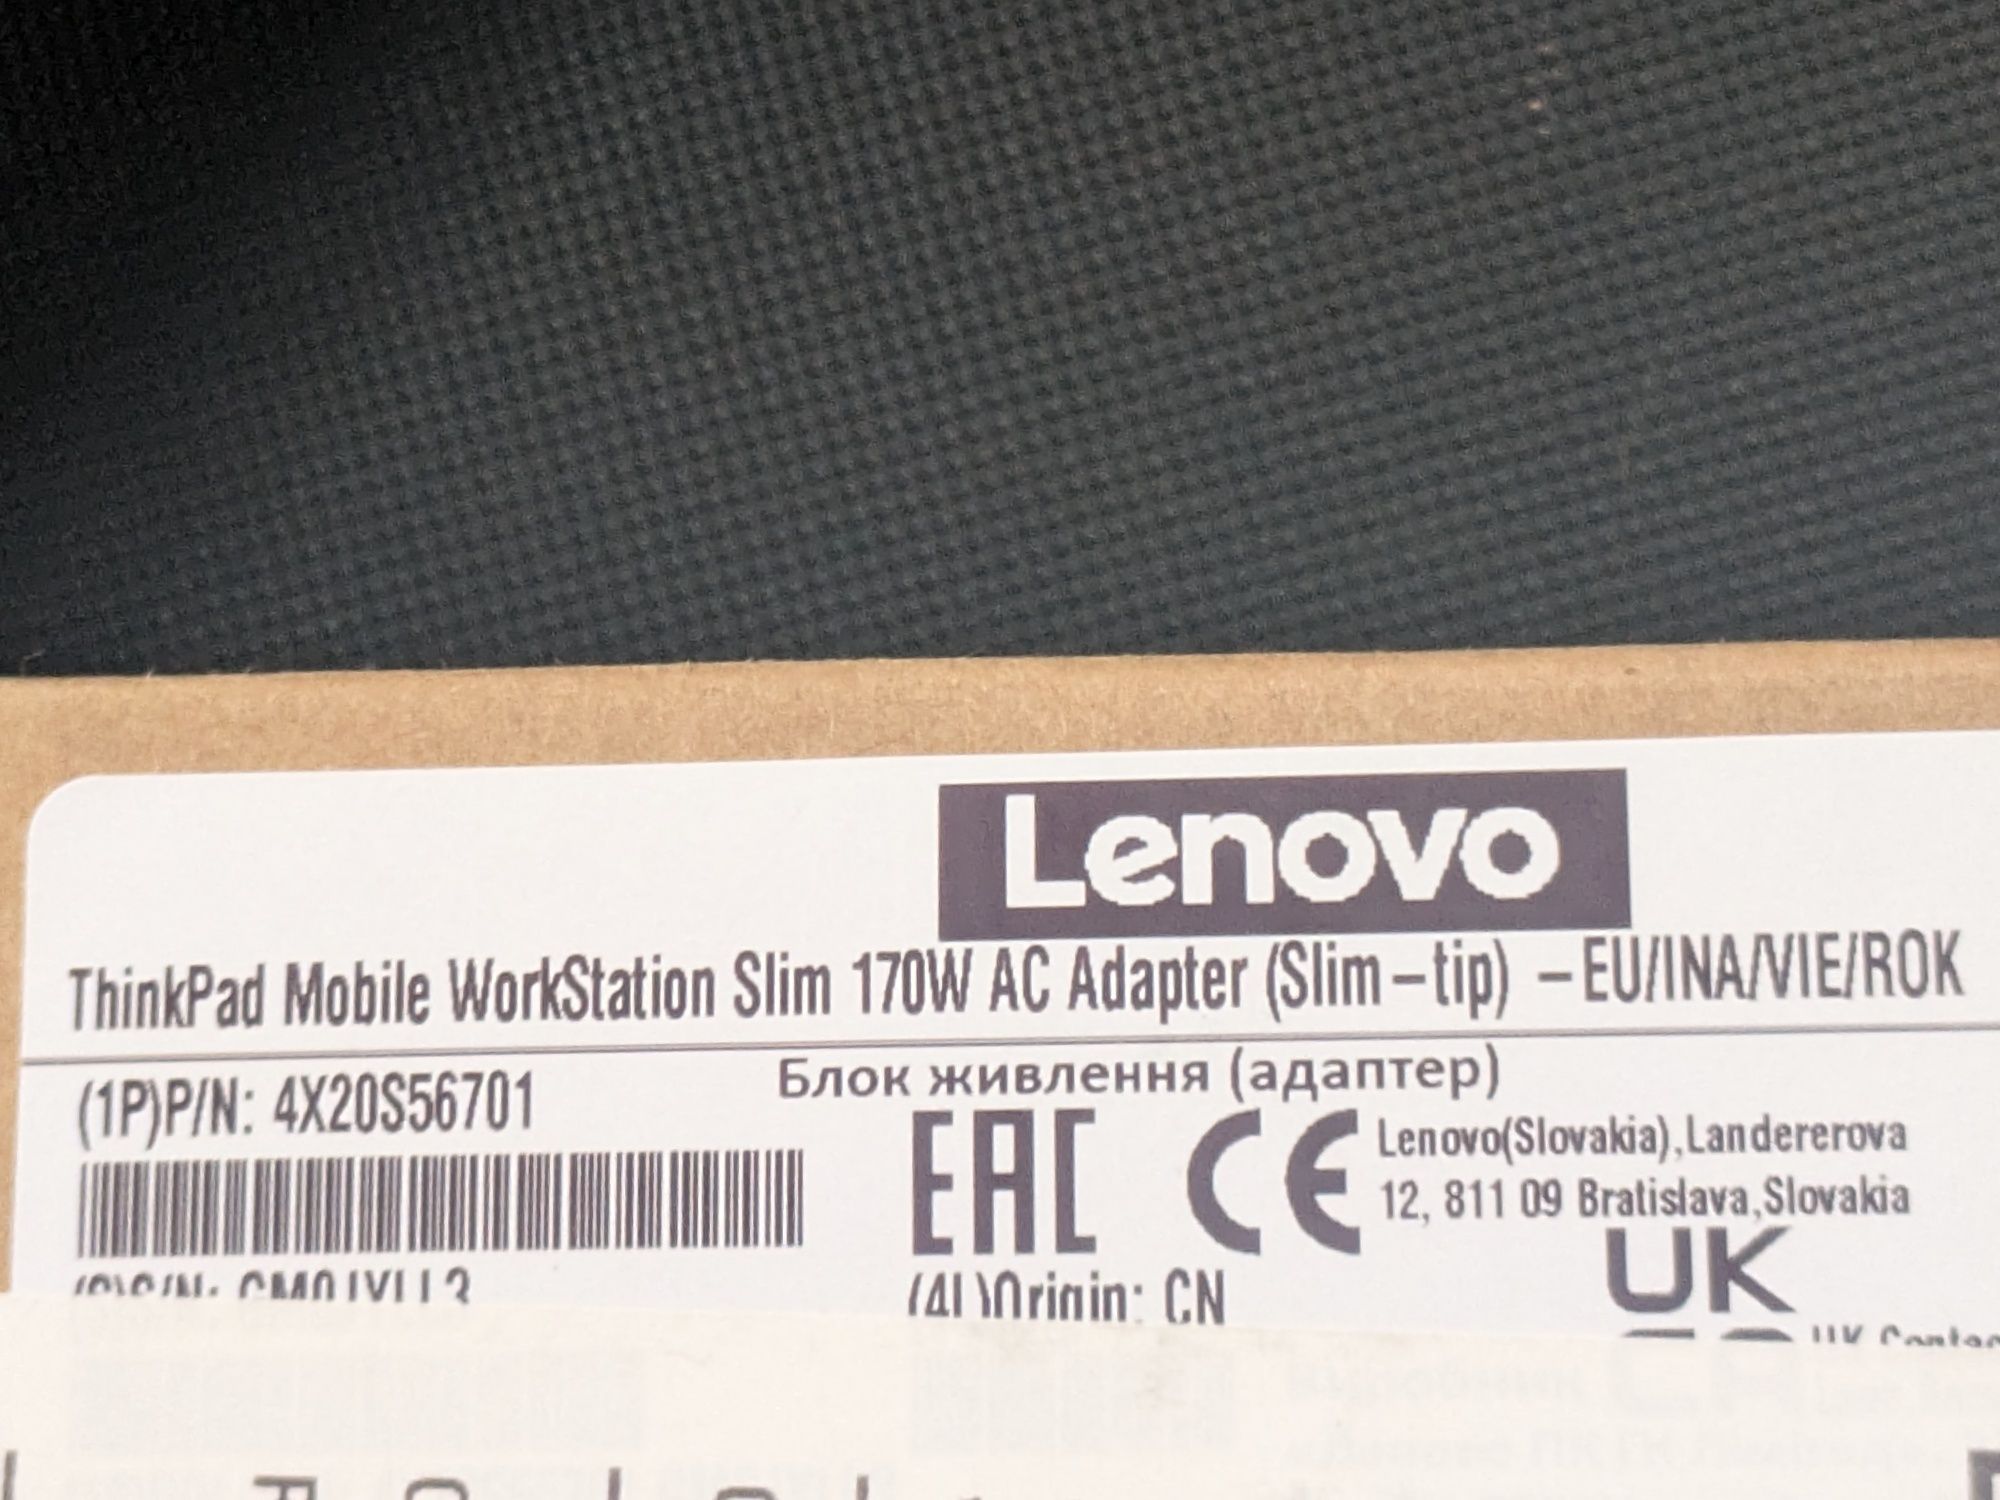 Lenovo
ThinkPad Mobile WorkStation Slim 170W AC Adapter (Slim-tip) -EU/INA/VIE/ROK
(1P)P/N: 4X20S56701
Блок живлення (адаптер)
EAC CE
Lenovo(Slovakia),Landererova
12, 811 09 Bratislava,Slovakia
UK
(4L)Origin: CN
UK